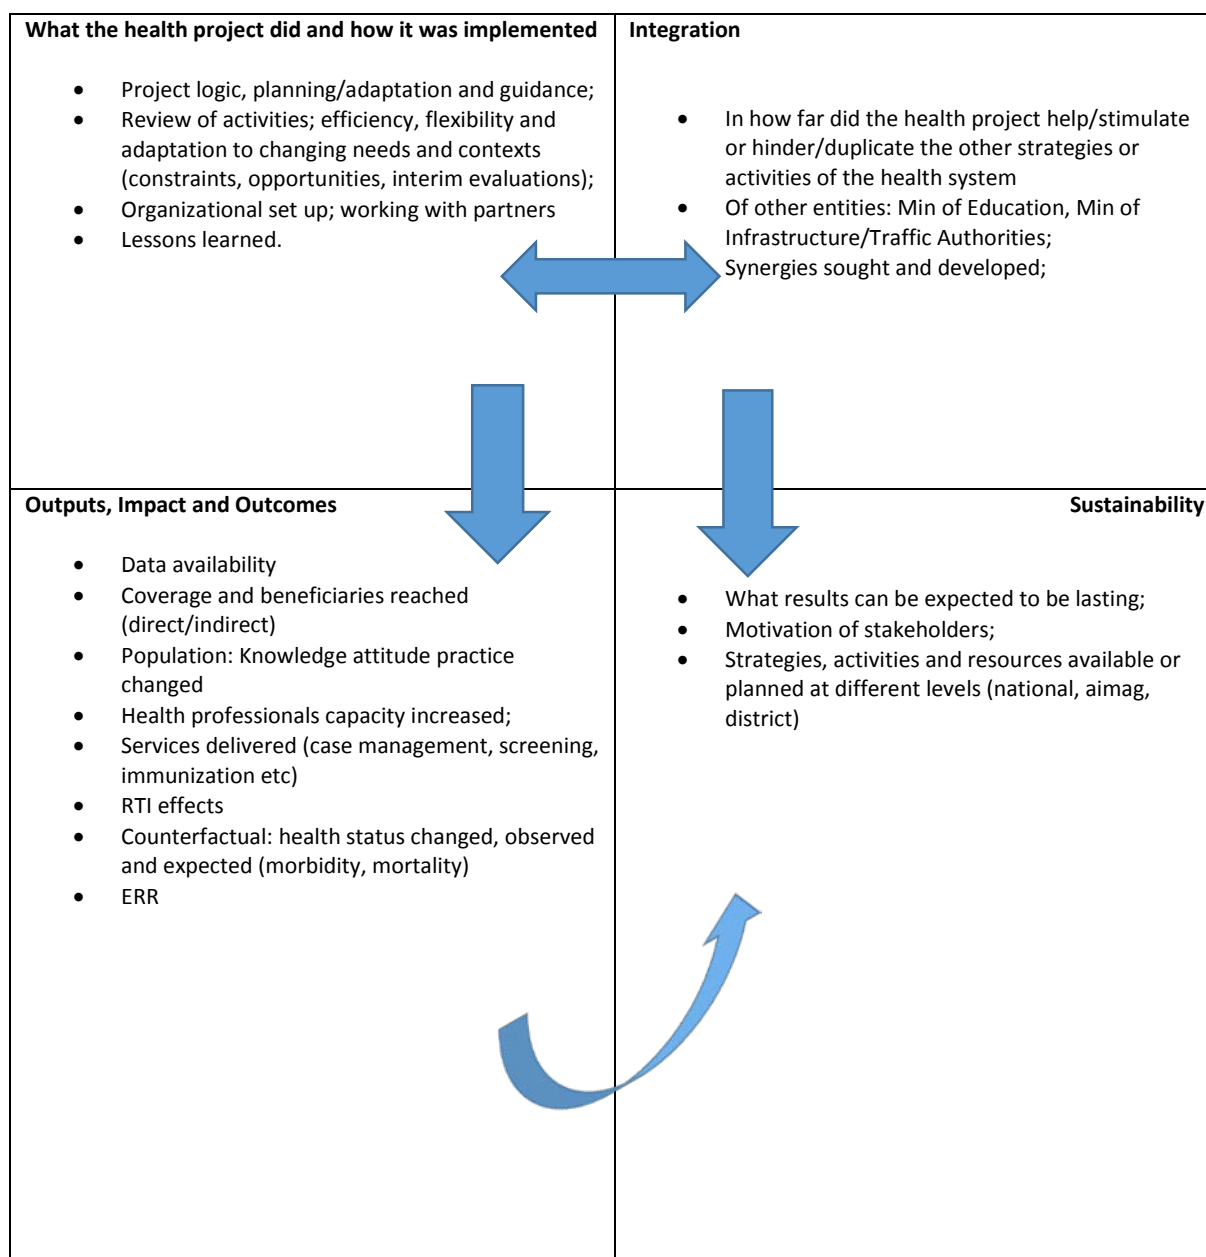 What the health project did and how it was implemented
• Project logic, planning/adaptation and guidance;
• Review of activities; efficiency, flexibility and
adaptation to changing needs and contexts
(constraints, opportunities, interim evaluations);
• Organizational set up; working with partners
• Lessons learned.
Integration
• In how far did the health project help/stimulate
or hinder/duplicate the other strategies or
activities of the health system
• Of other entities: Min of Education, Min of
Infrastructure/Traffic Authorities;
Synergies sought and developed;
Outputs, Impact and Outcomes
• Data availability
• Coverage and beneficiaries reached
(direct/indirect)
• Population: Knowledge attitude practice
changed
• Health professionals capacity increased;
• Services delivered (case management, screening,
immunization etc)
• RTI effects
• Counterfactual: health status changed, observed
and expected (morbidity, mortality)
• ERR
Sustainability
• What results can be expected to be lasting;
• Motivation of stakeholders;
• Strategies, activities and resources available or
planned at different levels (national, aimag,
district)